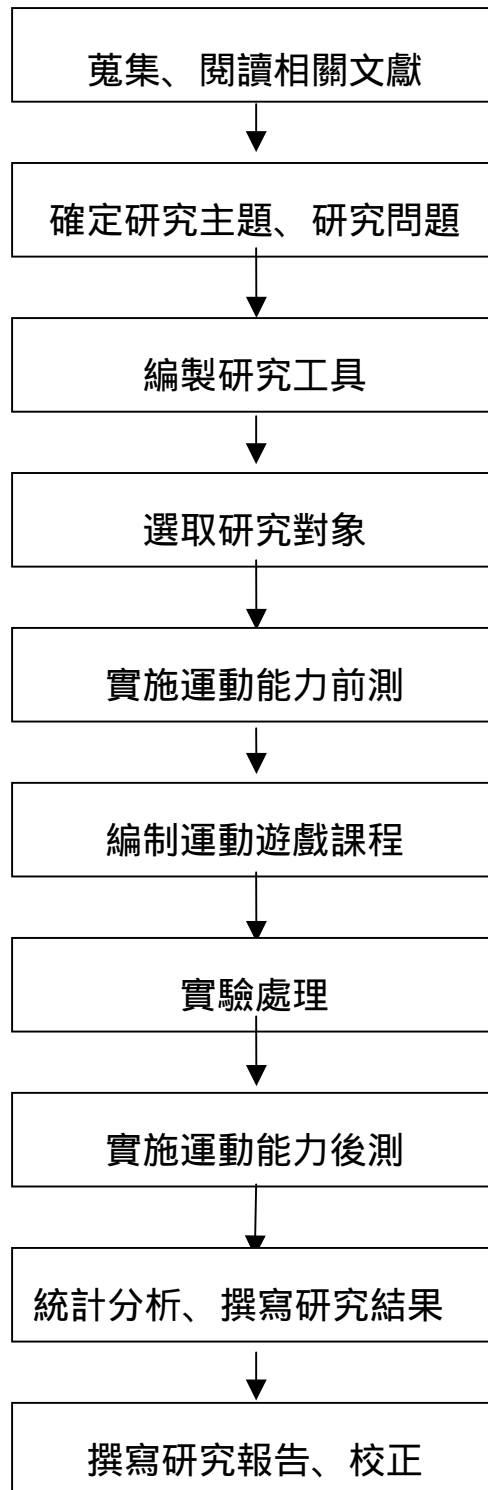 蒐集、閱讀相關文獻
確定研究主題、研究問題
編製研究工具
選取研究對象
實施運動能力前測
編制運動遊戲課程
實驗處理
實施運動能力後測
統計分析、撰寫研究結果
撰寫研究報告、校正